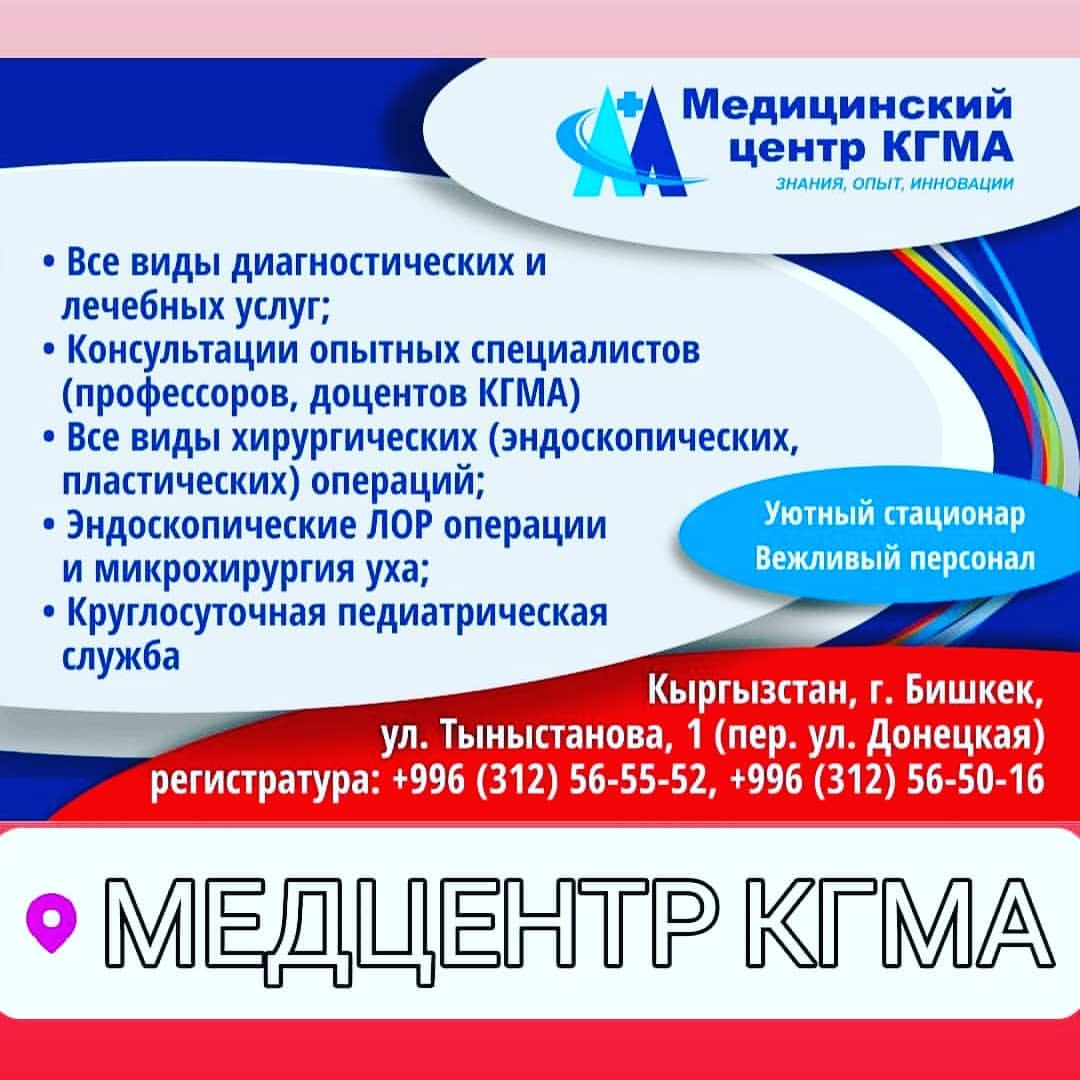 Медицинский
центр КГМА
ЗНАНИЯ, ОПЫТ, ИННОВАЦИИ
• Все виды диагностических и
лечебных услуг;
• Консультации опытных специалистов
(профессоров, доцентов КГМА)
• Все виды хирургических (эндоскопических,
пластических) операций;
• Эндоскопические ЛОР операции
и микрохирургия уха;
• Круглосуточная педиатрическая
служба
Уютный стационар
Вежливый персонал
Кыргызстан, г. Бишкек,
ул. Тыныстанова, 1 (пер. ул. Донецкая)
регистратура: +996 (312) 56-55-52, +996 (312) 56-50-16
МЕДЦЕНТР КГМА